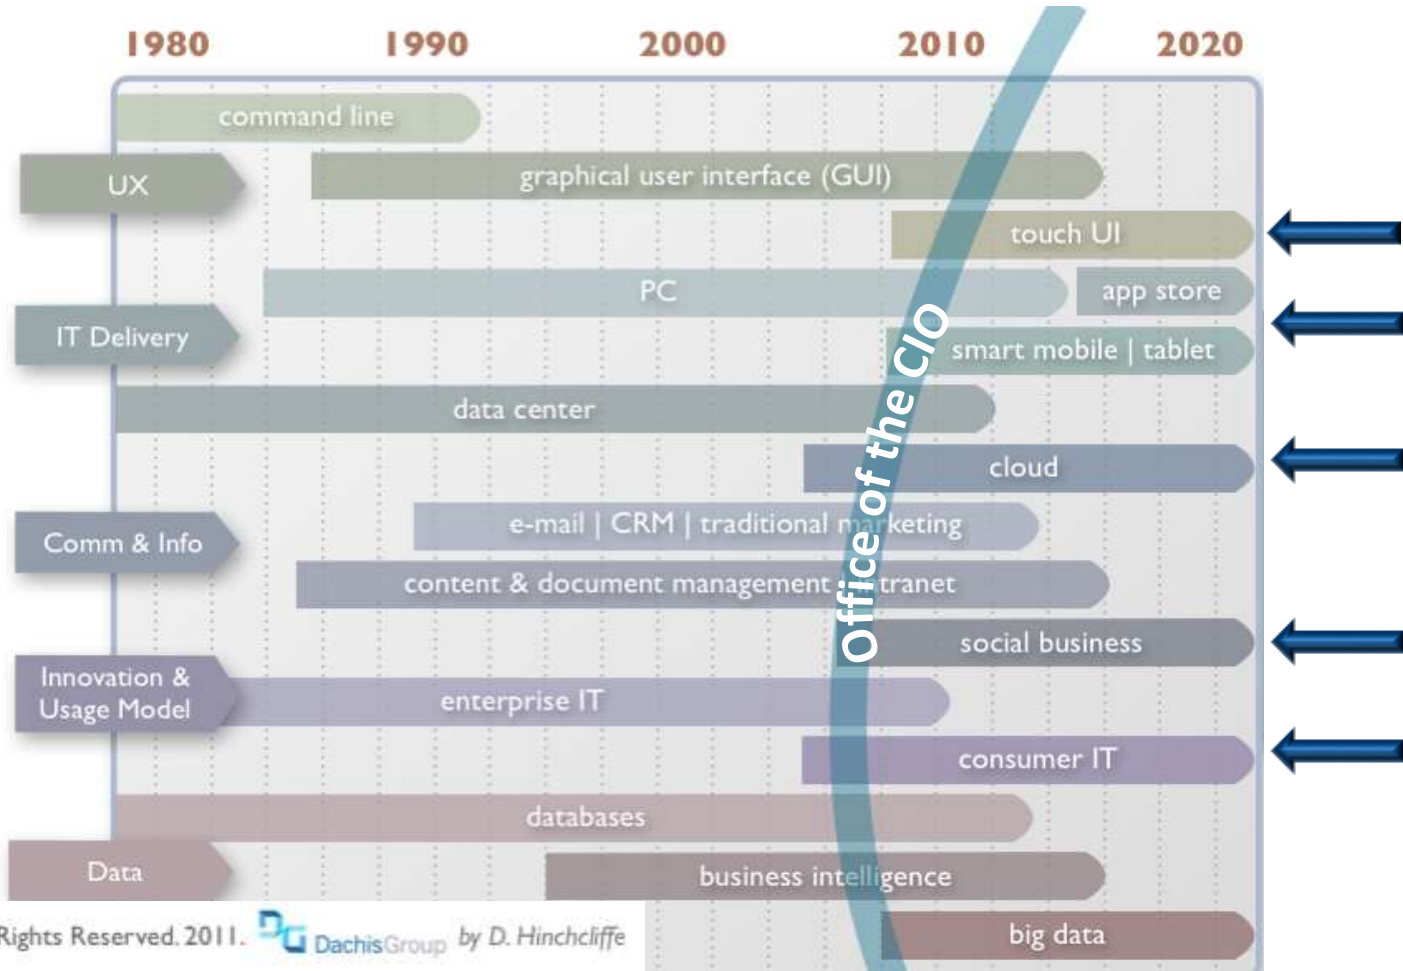 1980 1990 2000 2010 2020
command line
UX
graphical user interface (GUI)
touch UI
PC
app store
IT Delivery
smart mobile | tablet
data center
cloud
Office of the CIO
e-mail | CRM | traditional marketing
Comm & Info
content & document management intranet
social business
Innovation &
Usage Model
enterprise IT
consumer IT
databases
Data
business intelligence
big data
Rights Reserved. 2011. DG DachisGroup by D. Hinchcliffe